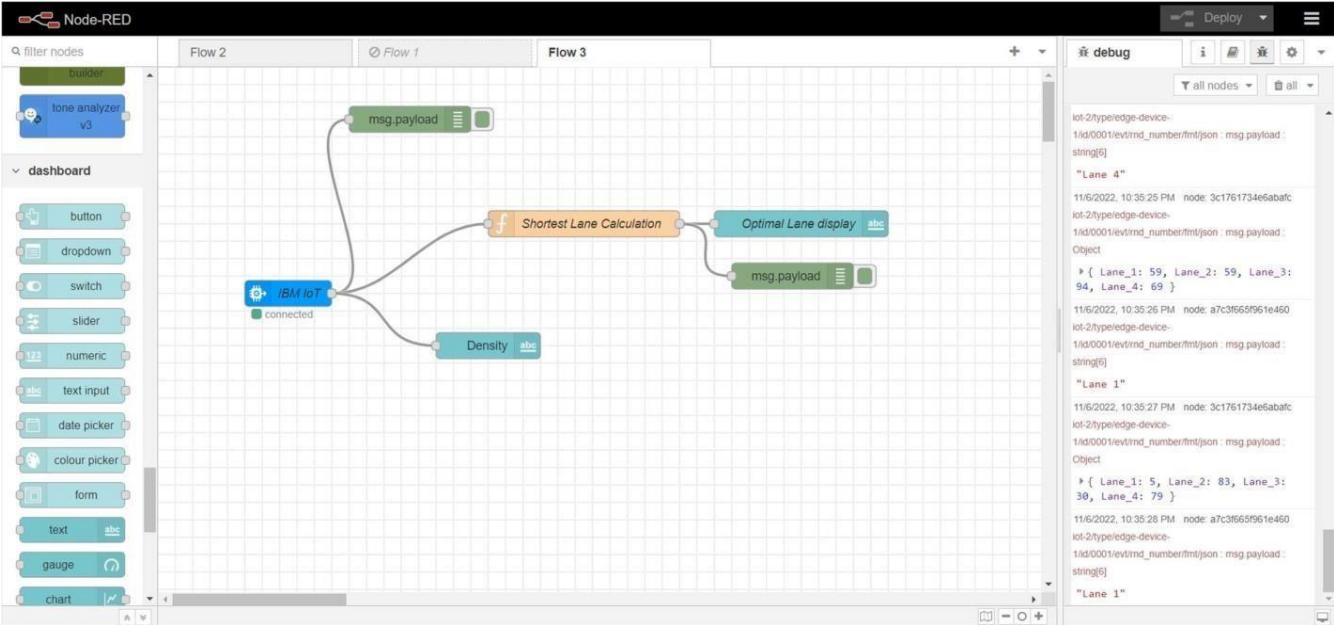 Node-RED
Deploy
filter nodes
builder
tone analyzer
v3
dashboard
button
dropdown
switch
slider
123 numeric
abc text input
date picker
colour picker
form
text abc
gauge
chart
Flow 2
Flow 1
Flow 3
msg.payload
f Shortest Lane Calculation
Optimal Lane display abc
msg.payload
IBM IoT
connected
Density abc
debug
i
all nodes
all
iot-2/type/edge-device-
1/id/0001/evt/rnd_number/fmt/json : msg.payload :
string[6]
"Lane 4"
11/6/2022, 10:35:25 PM node: 3c1761734e6abafc
iot-2/type/edge-device-
1/id/0001/evt/rnd_number/fmt/json : msg.payload :
Object
{ Lane_1: 59, Lane_2: 59, Lane_3:
94, Lane_4: 69 }
11/6/2022, 10:35:26 PM node: a7c3f665f961e460
iot-2/type/edge-device-
1/id/0001/evt/rnd_number/fmt/json : msg.payload :
string[6]
"Lane 1"
11/6/2022, 10:35:27 PM node: 3c1761734e6abafc
iot-2/type/edge-device-
1/id/0001/evt/rnd_number/fmt/json : msg.payload :
Object
{ Lane_1: 5, Lane_2: 83, Lane_3:
30, Lane_4: 79 }
11/6/2022, 10:35:28 PM node: a7c3f665f961e460
iot-2/type/edge-device-
1/id/0001/evt/rnd_number/fmt/json : msg.payload :
string[6]
"Lane 1"